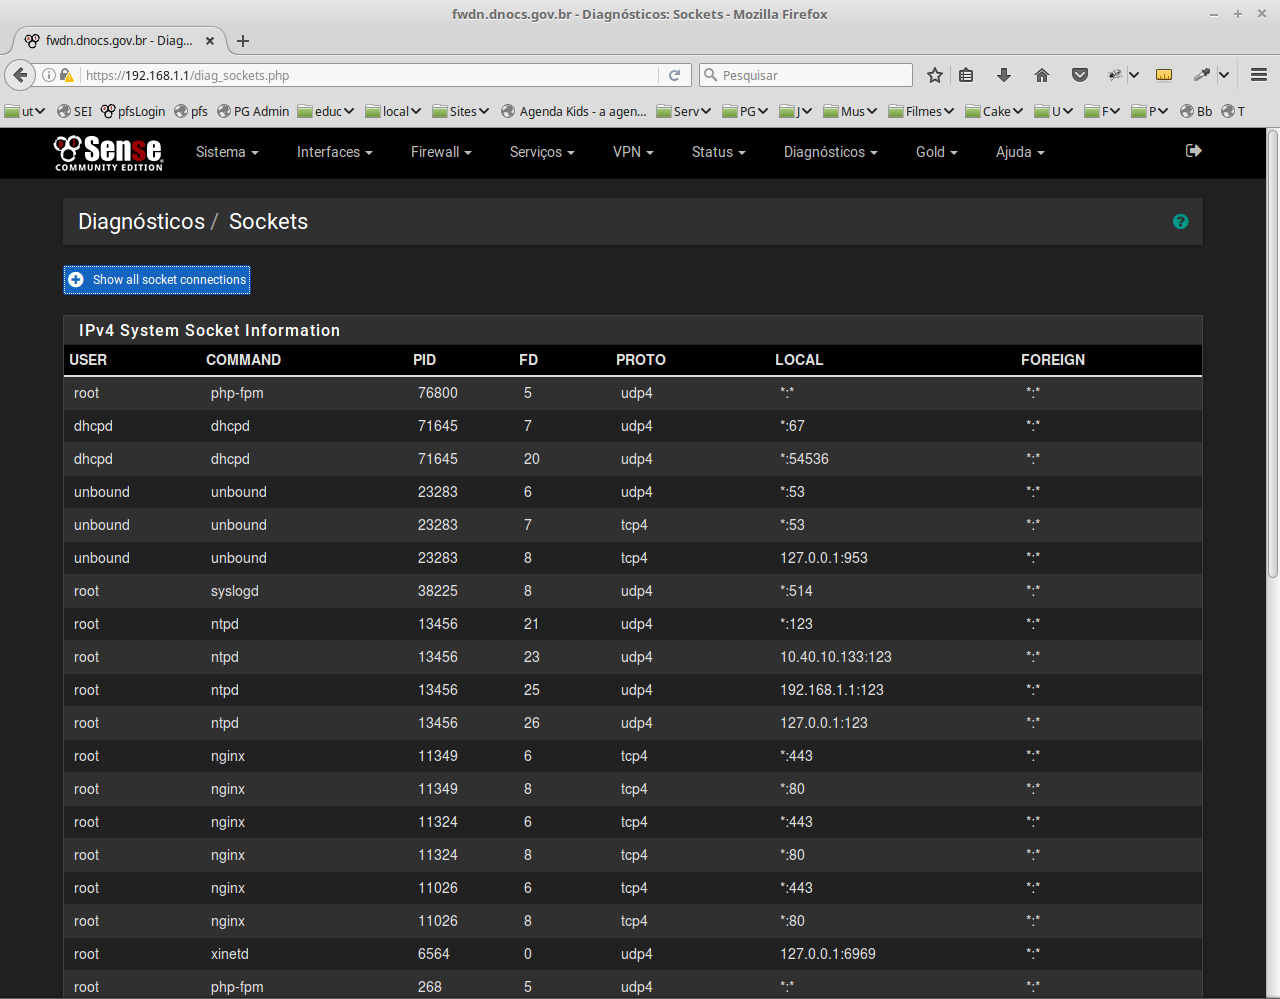 fwdn.dnocs.gov.br - Diagnósticos: Sockets - Mozilla Firefox
fwdn.dnocs.gov.br - Diag...
https://192.168.1.1/diag_sockets.php
Pesquisar
ut SEI pfsLogin pfs PG Admin educ local Sites Agenda Kids - a agen... Serv PG J Mus Filmes Cake U F P Bb T
Sense
COMMUNITY EDITION
Sistema Interfaces Firewall Serviços VPN Status Diagnósticos Gold Ajuda
Diagnósticos / Sockets
Show all socket connections
IPv4 System Socket Information
USER COMMAND PID FD PROTO LOCAL FOREIGN
root php-fpm 76800 5 udp4 *:* *:*
dhcpd dhcpd 71645 7 udp4 *:67 *:*
dhcpd dhcpd 71645 20 udp4 *:54536 *:*
unbound unbound 23283 6 udp4 *:53 *:*
unbound unbound 23283 7 tcp4 *:53 *:*
unbound unbound 23283 8 tcp4 127.0.0.1:953 *:*
root syslogd 38225 8 udp4 *:514 *:*
root ntpd 13456 21 udp4 *:123 *:*
root ntpd 13456 23 udp4 10.40.10.133:123 *:*
root ntpd 13456 25 udp4 192.168.1.1:123 *:*
root ntpd 13456 26 udp4 127.0.0.1:123 *:*
root nginx 11349 6 tcp4 *:443 *:*
root nginx 11349 8 tcp4 *:80 *:*
root nginx 11324 6 tcp4 *:443 *:*
root nginx 11324 8 tcp4 *:80 *:*
root nginx 11026 6 tcp4 *:443 *:*
root nginx 11026 8 tcp4 *:80 *:*
root xinetd 6564 0 udp4 127.0.0.1:6969 *:*
root php-fpm 268 5 udp4 *:* *:*